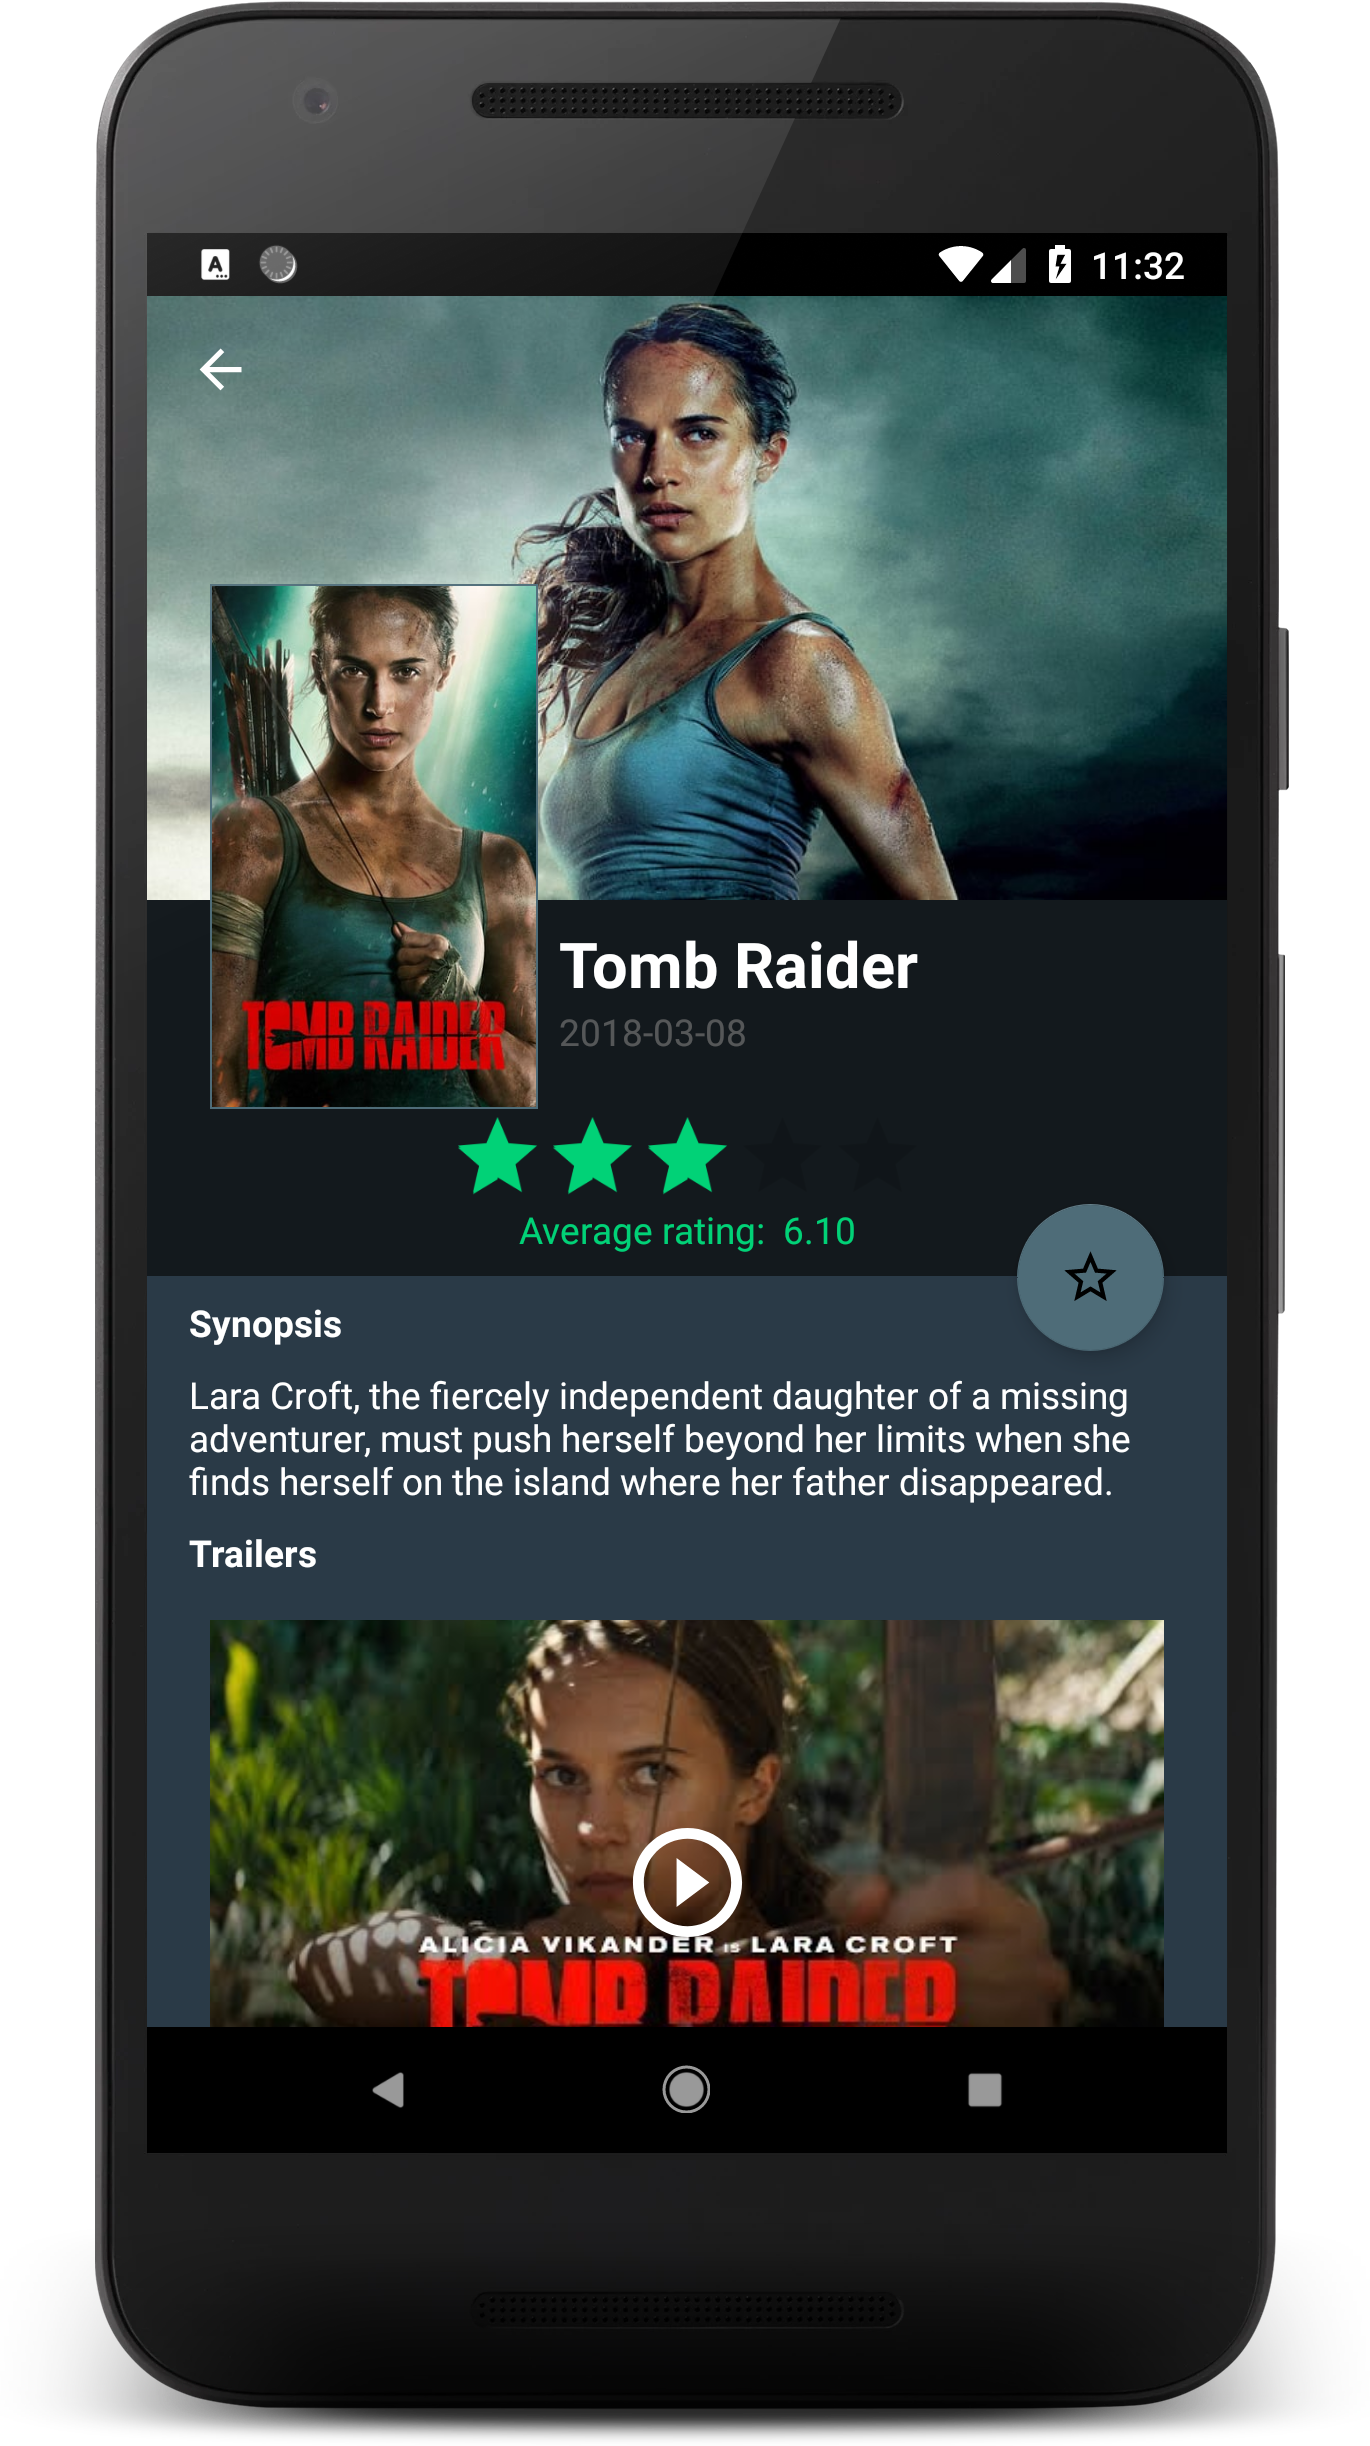 A
11:32
TOMB RAIDER
Tomb Raider
2018-03-08
Average rating: 6.10
Synopsis
Lara Croft, the fiercely independent daughter of a missing
adventurer, must push herself beyond her limits when she
finds herself on the island where her father disappeared.
Trailers
ALICIA VIKANDER IS LARA CROFT
TOMB RAIDER